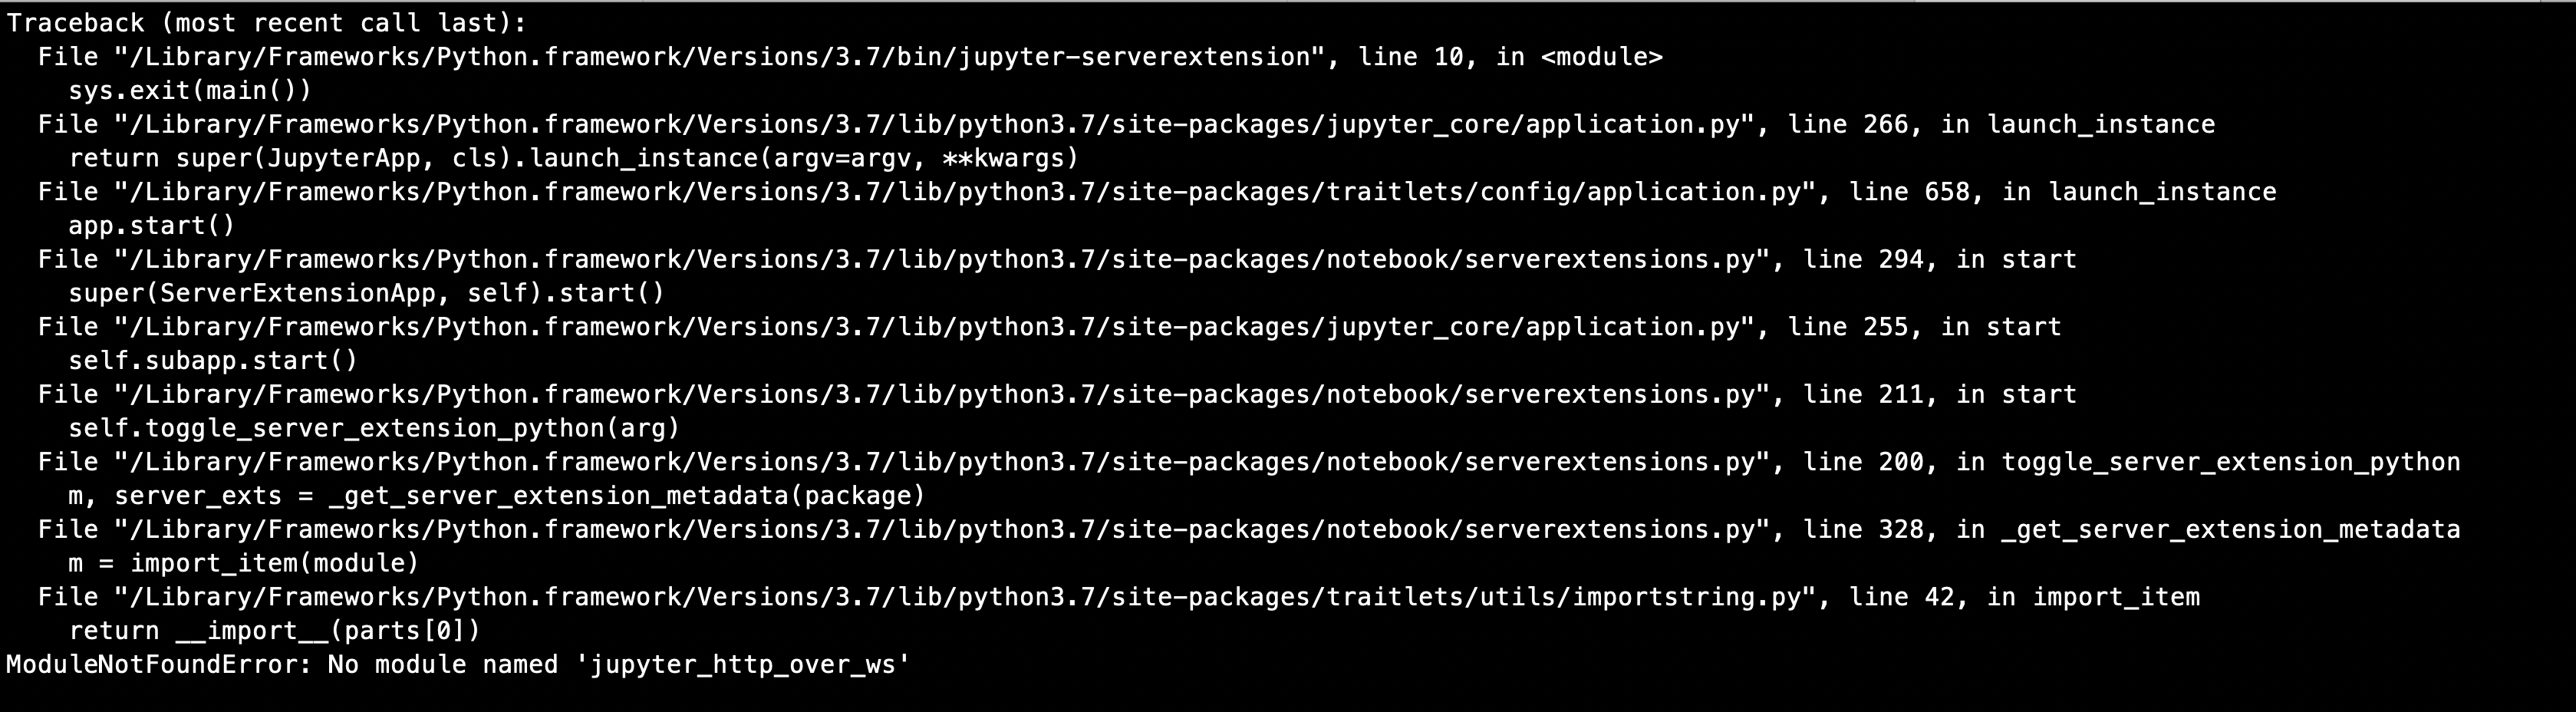 Traceback (most recent call last):
  File "/Library/Frameworks/Python.framework/Versions/3.7/bin/jupyter-serverextension", line 10, in <module>
    sys.exit(main())
  File "/Library/Frameworks/Python.framework/Versions/3.7/lib/python3.7/site-packages/jupyter_core/application.py", line 266, in launch_instance
    return super(JupyterApp, cls).launch_instance(argv=argv, **kwargs)
  File "/Library/Frameworks/Python.framework/Versions/3.7/lib/python3.7/site-packages/traitlets/config/application.py", line 658, in launch_instance
    app.start()
  File "/Library/Frameworks/Python.framework/Versions/3.7/lib/python3.7/site-packages/notebook/serverextensions.py", line 294, in start
    super(ServerExtensionApp, self).start()
  File "/Library/Frameworks/Python.framework/Versions/3.7/lib/python3.7/site-packages/jupyter_core/application.py", line 255, in start
    self.subapp.start()
  File "/Library/Frameworks/Python.framework/Versions/3.7/lib/python3.7/site-packages/notebook/serverextensions.py", line 211, in start
    self.toggle_server_extension_python(arg)
  File "/Library/Frameworks/Python.framework/Versions/3.7/lib/python3.7/site-packages/notebook/serverextensions.py", line 200, in toggle_server_extension_python
    m, server_exts = _get_server_extension_metadata(package)
  File "/Library/Frameworks/Python.framework/Versions/3.7/lib/python3.7/site-packages/notebook/serverextensions.py", line 328, in _get_server_extension_metadata
    m = import_item(module)
  File "/Library/Frameworks/Python.framework/Versions/3.7/lib/python3.7/site-packages/traitlets/utils/importstring.py", line 42, in import_item
    return __import__(parts[0])
ModuleNotFoundError: No module named 'jupyter_http_over_ws'